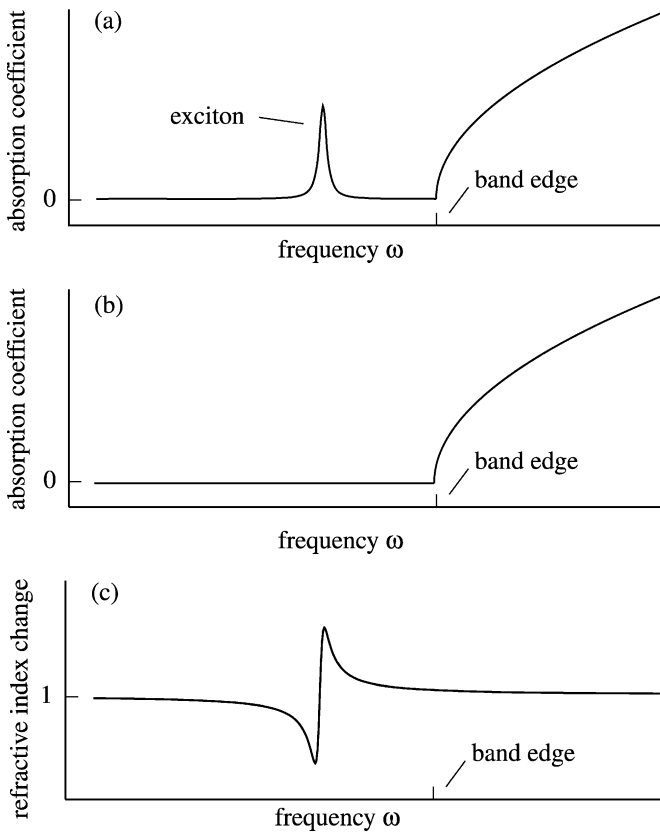 (a)
absorption coefficient
exciton
band edge
0
frequency ω
(b)
absorption coefficient
band edge
0
frequency ω
(c)
refractive index change
1
band edge
frequency ω